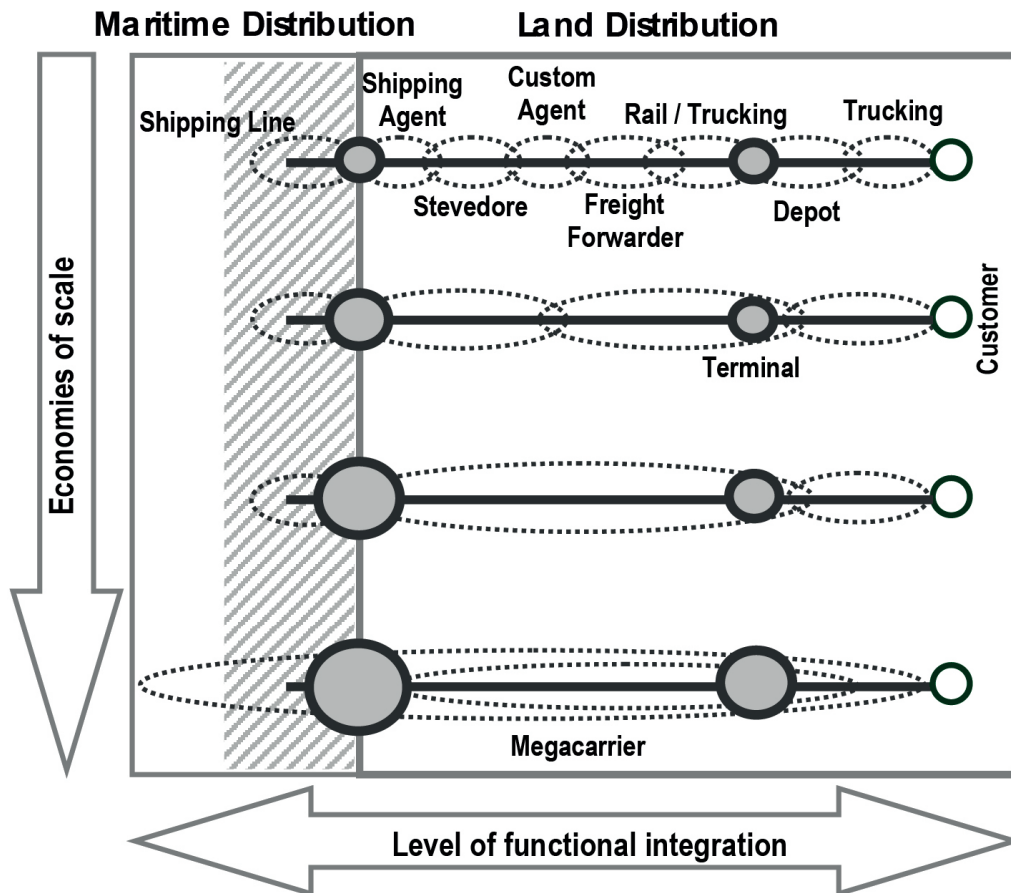 Maritime Distribution
Land Distribution
Shipping
Agent
Custom
Agent
Shipping Line
Rail / Trucking
Trucking
Stevedore
Freight
Forwarder
Depot
Economies of scale
Customer
Terminal
Megacarrier
Level of functional integration